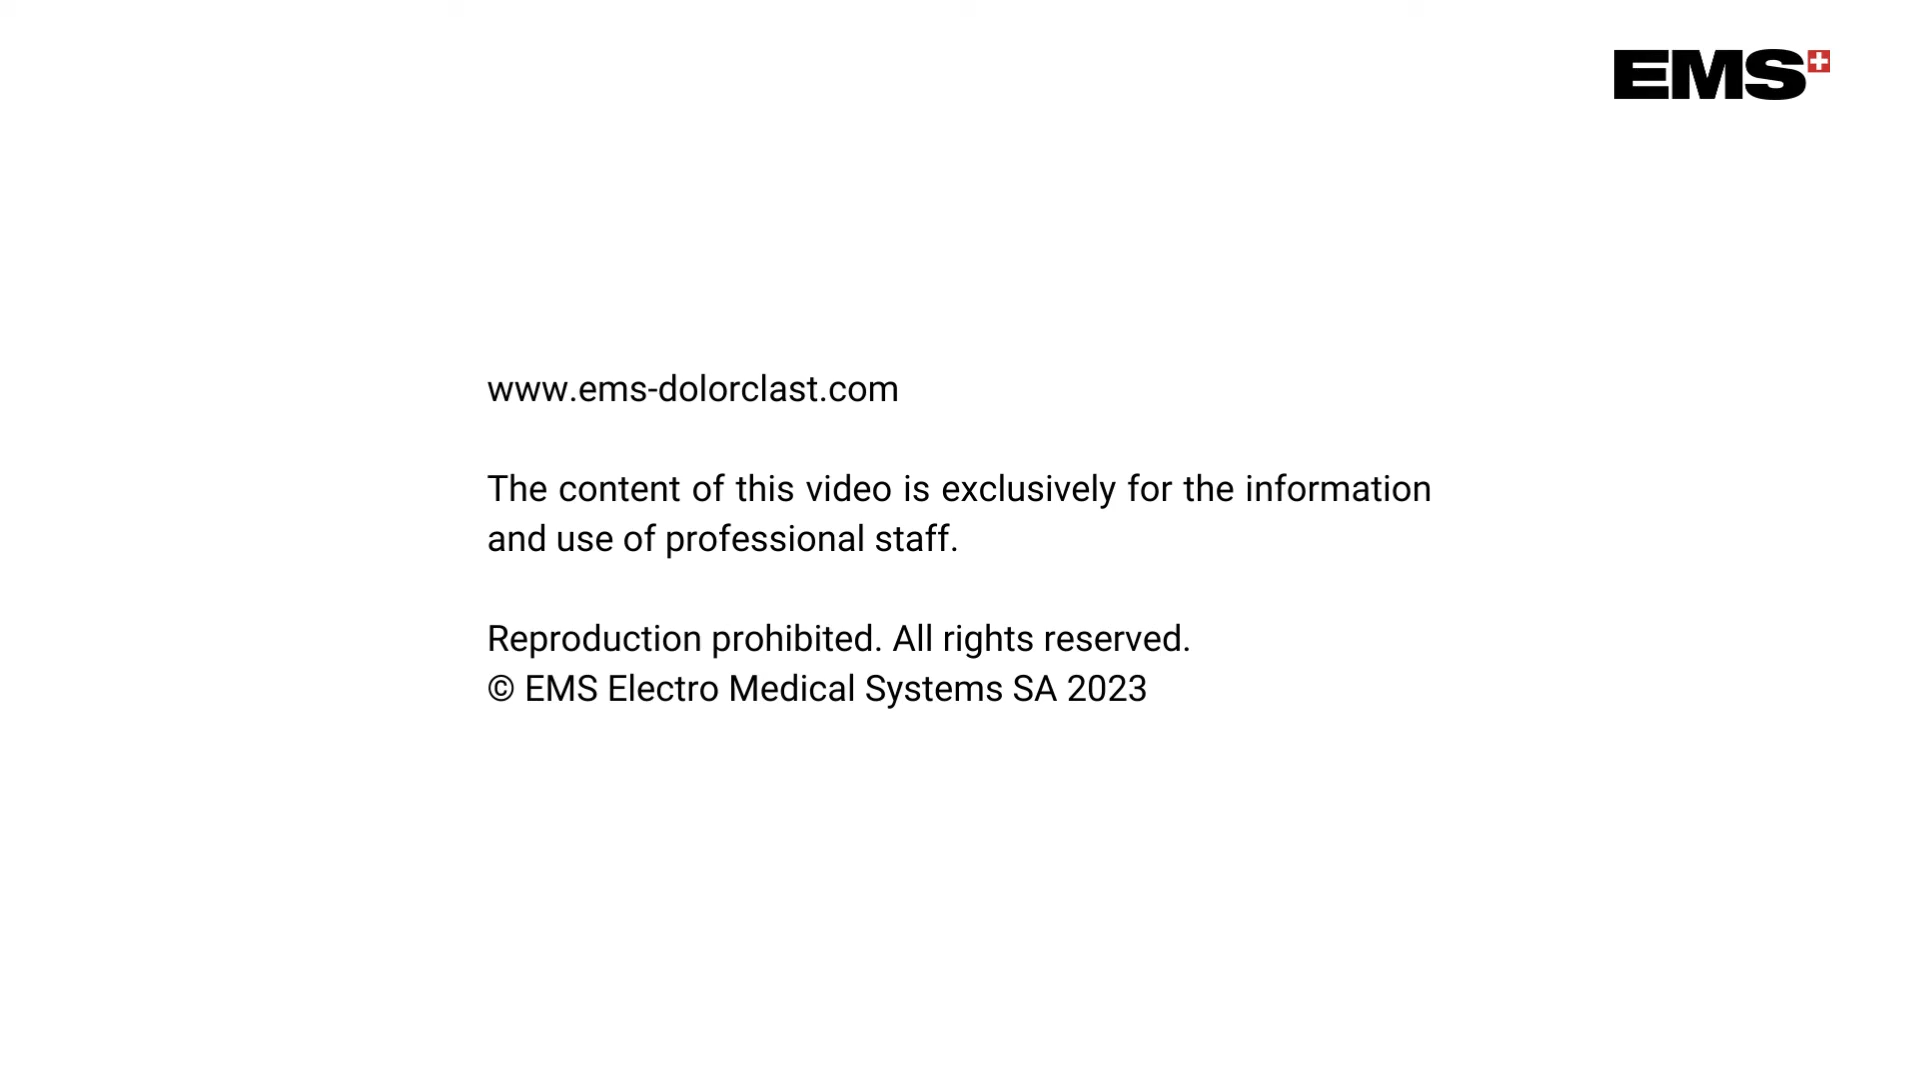 EMS
www.ems-dolorclast.com
The content of this video is exclusively for the information
and use of professional staff.
Reproduction prohibited. All rights reserved.
© EMS Electro Medical Systems SA 2023